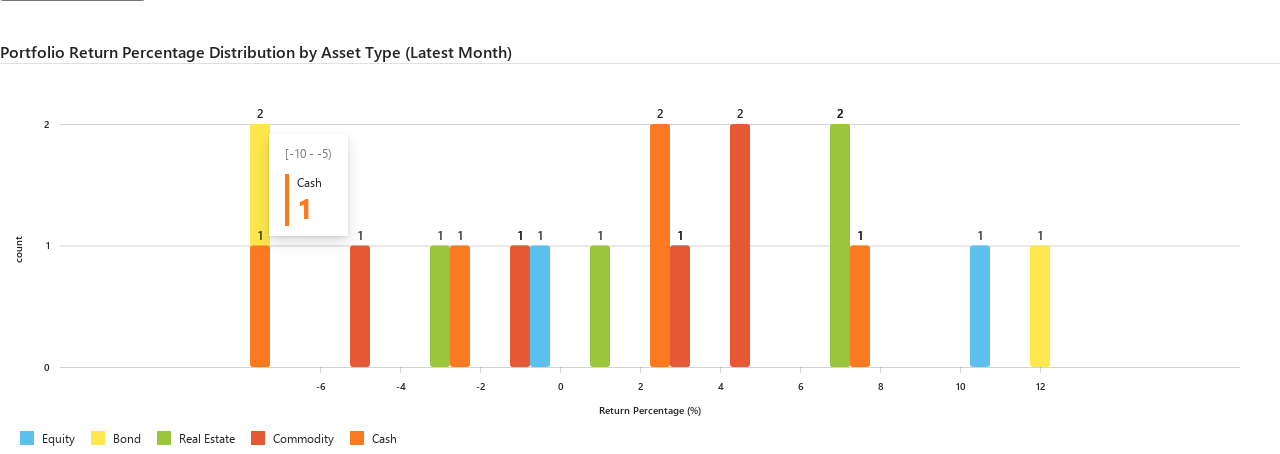 Portfolio Return Percentage Distribution by Asset Type (Latest Month)
2 2 2 2
2
[-10 - -5)
Cash
1
1 1 1 1 1 1 1 1 1 1 1
1
count
0
-6 -4 -2 0 2 4 6 8 10 12
Return Percentage (%)
Equity Bond Real Estate Commodity Cash